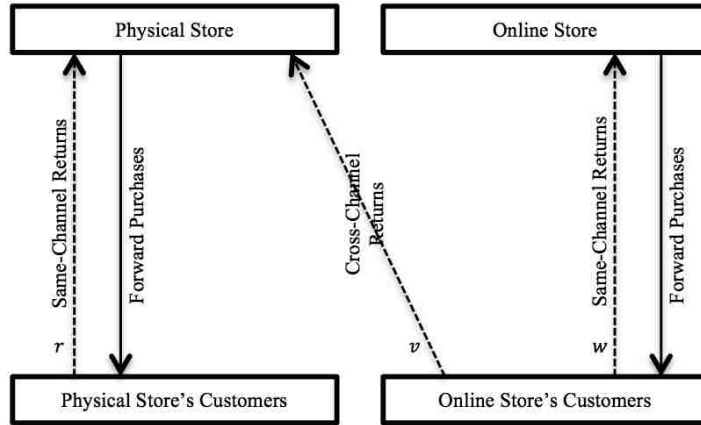 Physical Store
Online Store
Same-Channel Returns
Forward Purchases
Cross-Channel
Returns
Same-Channel Returns
Forward Purchases
r
v
w
Physical Store’s Customers
Online Store’s Customers